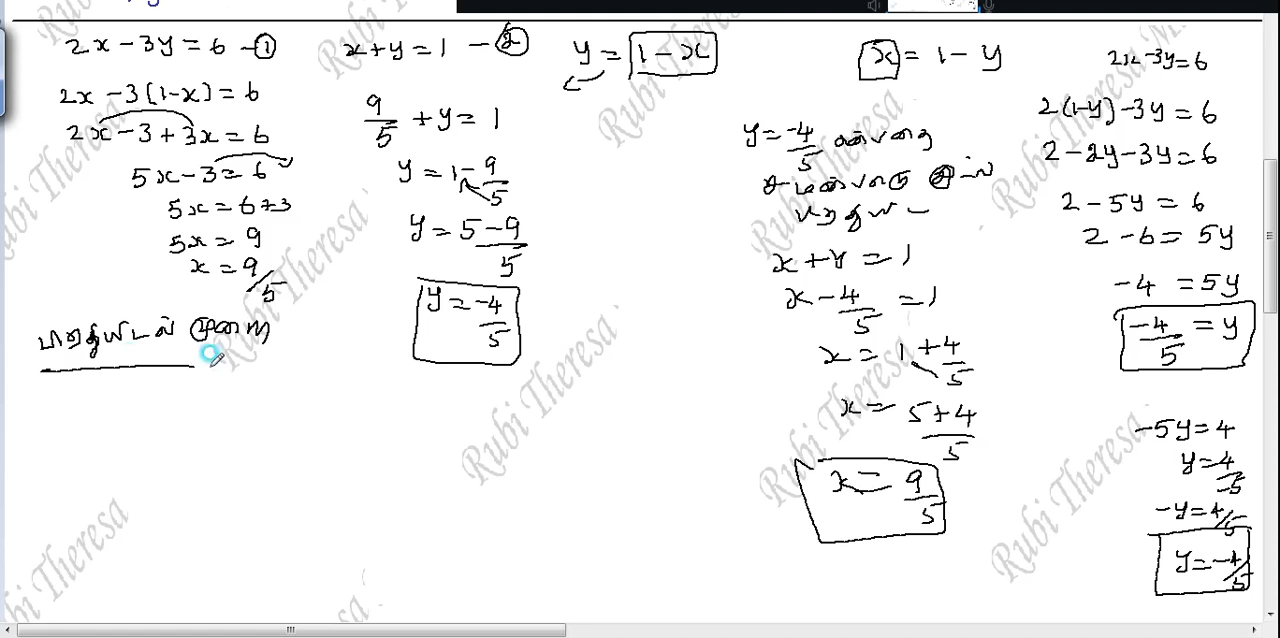 2x - 3y = 6 - ①
2x - 3(1-x) = 6
2x - 3 + 3x = 6
5x - 3 = 6
5x = 6+3
5x = 9
x = 9/5
x + y = 1 - ②
9/5 + y = 1
y = 1 - 9/5
y = 5-9/5
y = -4/5
y = 1 - x
x = 1 - y
y = -4/5
x + y = 1
x - 4/5 = 1
x = 1 + 4/5
x = 5+4/5
x = 9/5
2x - 3y = 6
2(1-y) - 3y = 6
2 - 2y - 3y = 6
2 - 5y = 6
2 - 6 = 5y
-4 = 5y
-4/5 = y
-5y = 4
y = 4/-5
-y = 4/5
y = -4/5
Rubi Theresa